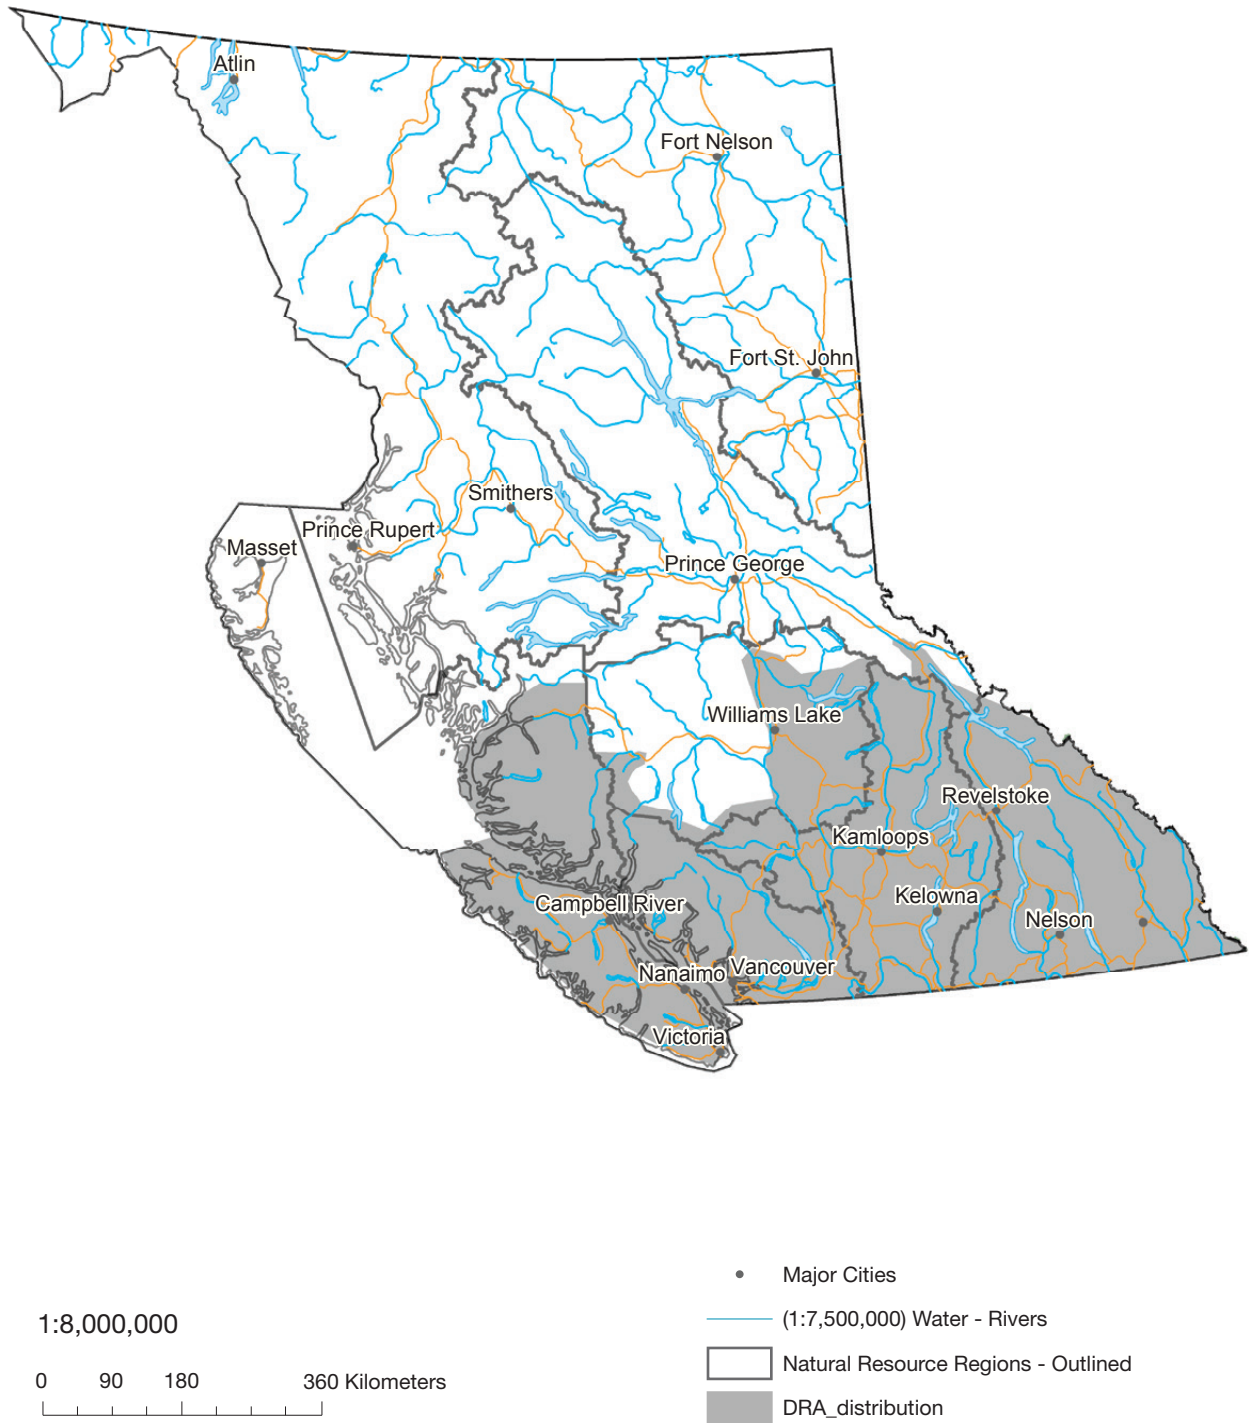 Atlin
Fort Nelson
Fort St. John
Smithers
Prince Rupert
Masset
Prince George
Williams Lake
Revelstoke
Kamloops
Kelowna
Campbell River
Nelson
Nanaimo
Vancouver
Victoria
Major Cities
1:8,000,000
(1:7,500,000) Water - Rivers
Natural Resource Regions - Outlined
0 90 180 360 Kilometers
DRA_distribution